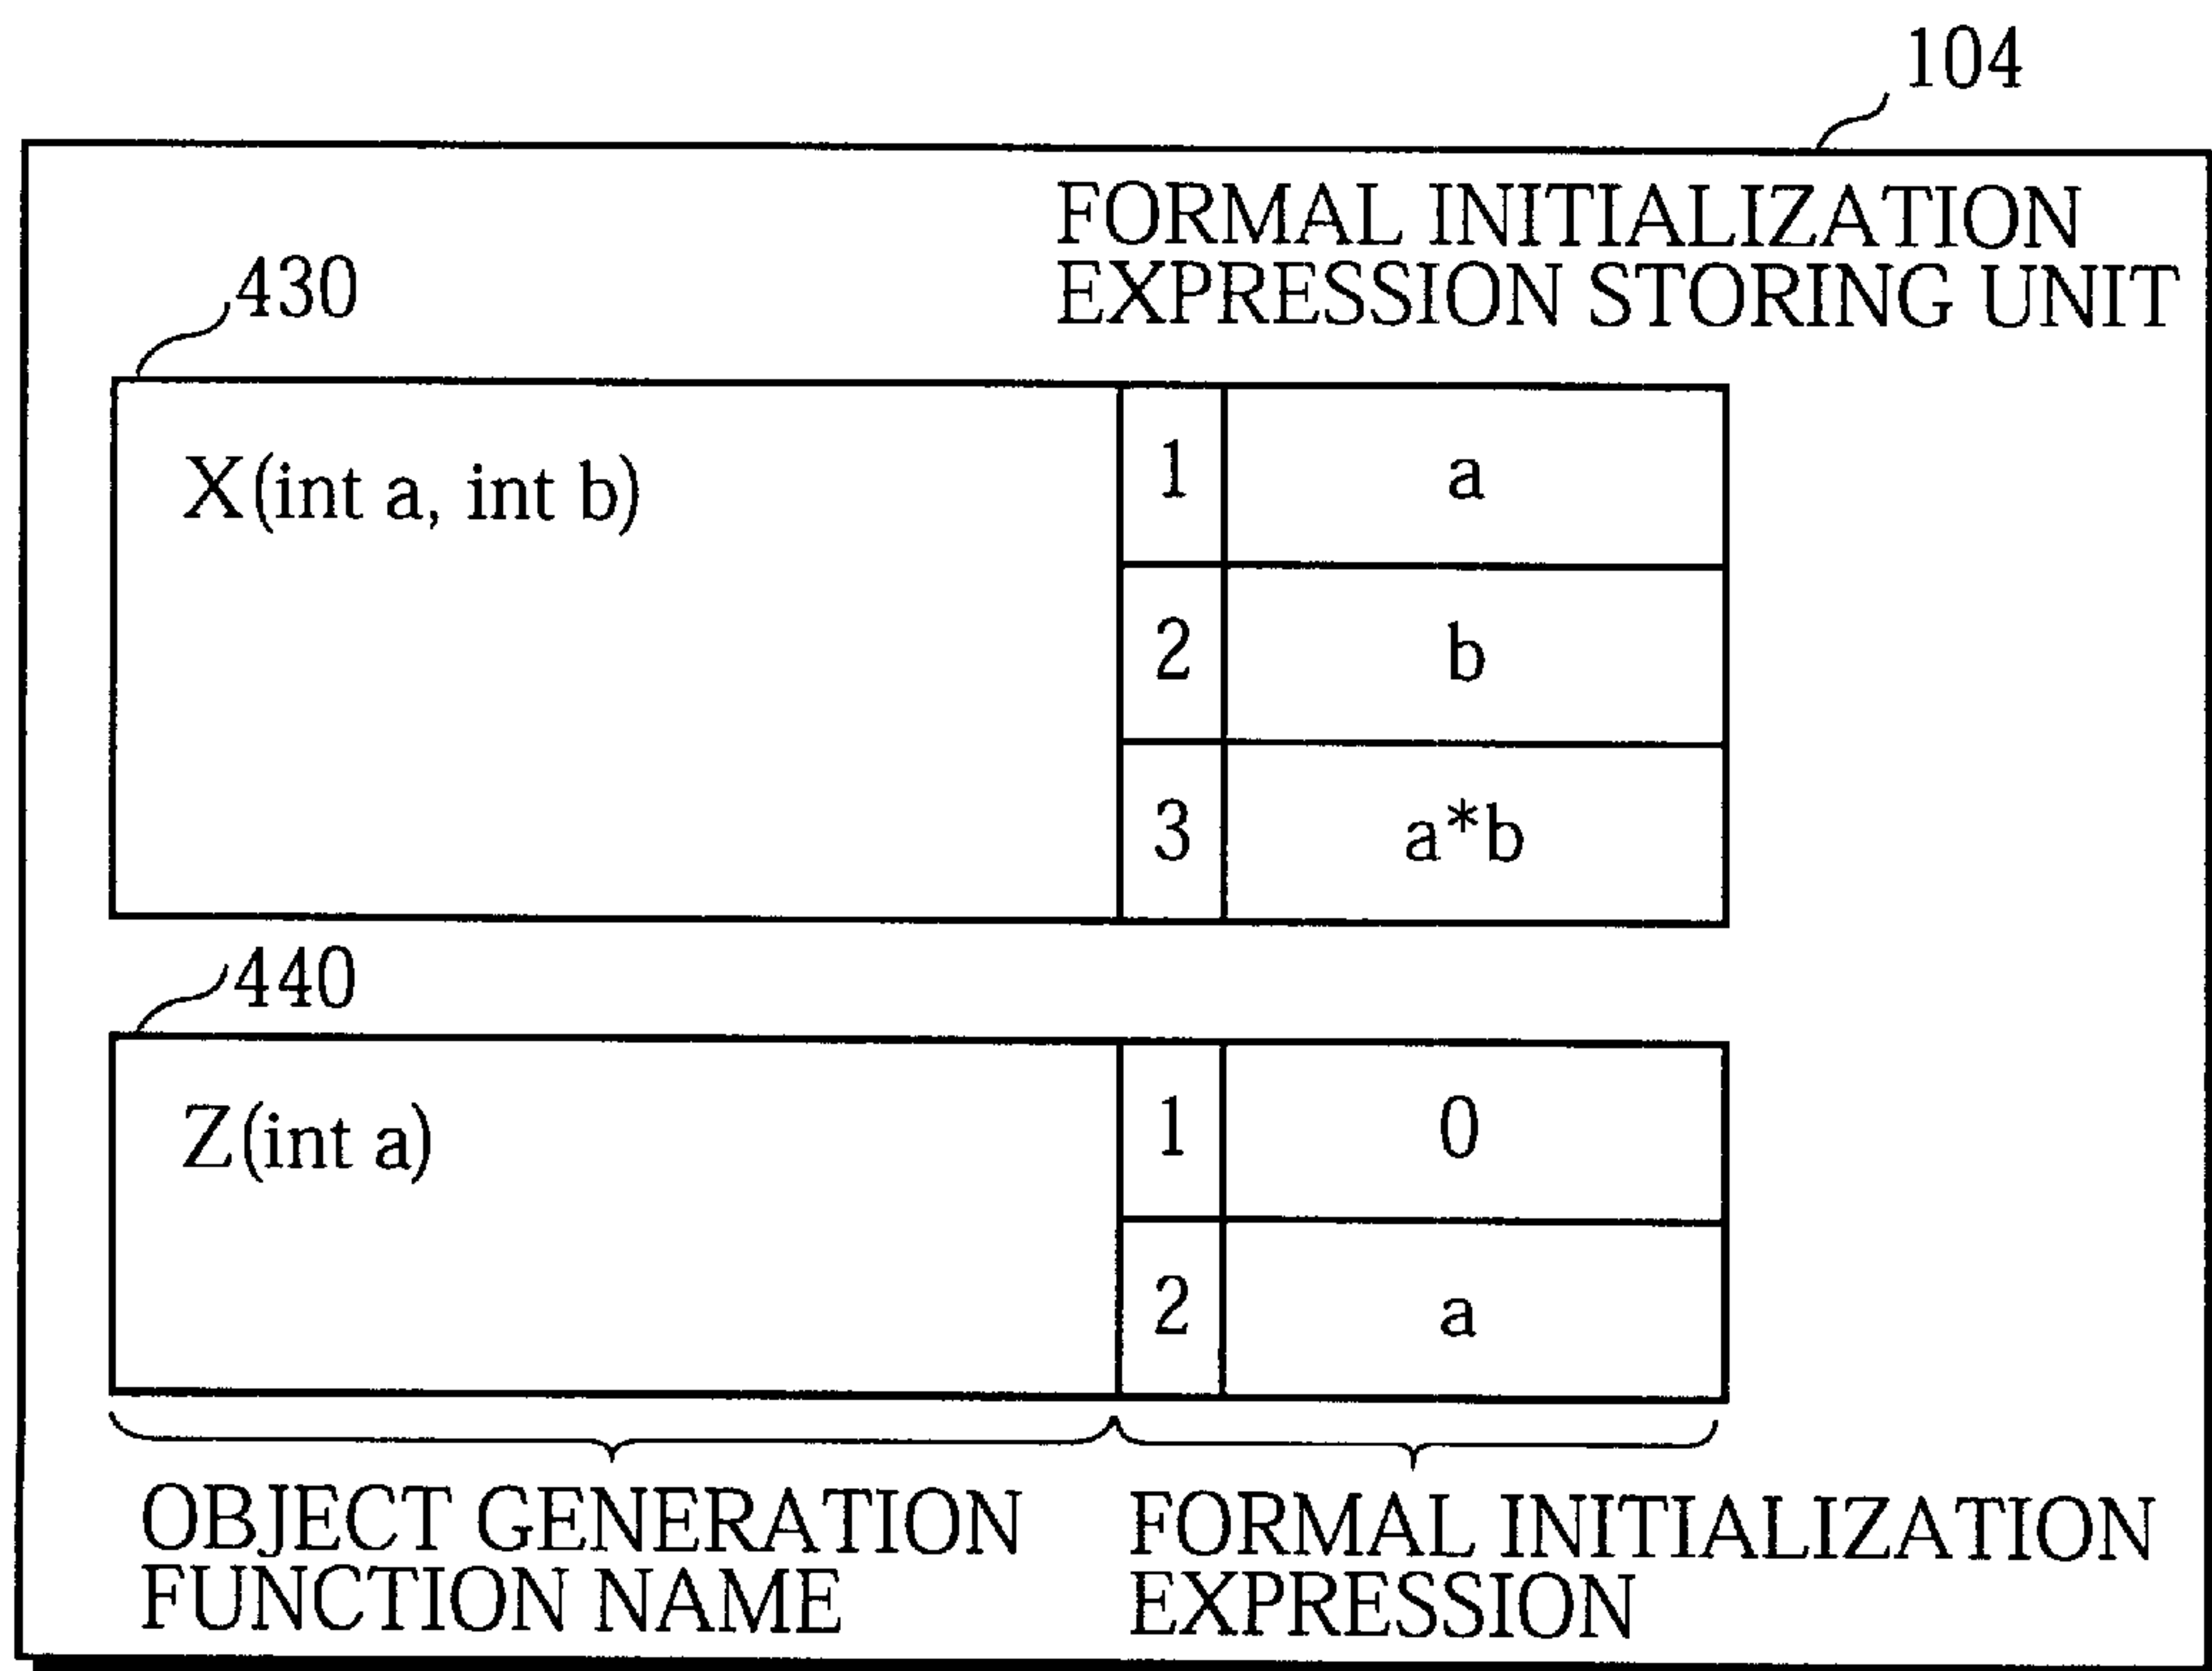 104
FORMAL INITIALIZATION
EXPRESSION STORING UNIT
430
X(int a, int b)
1 a
2 b
3 a*b
440
Z(int a)
1 0
2 a
OBJECT GENERATION
FUNCTION NAME
FORMAL INITIALIZATION
EXPRESSION